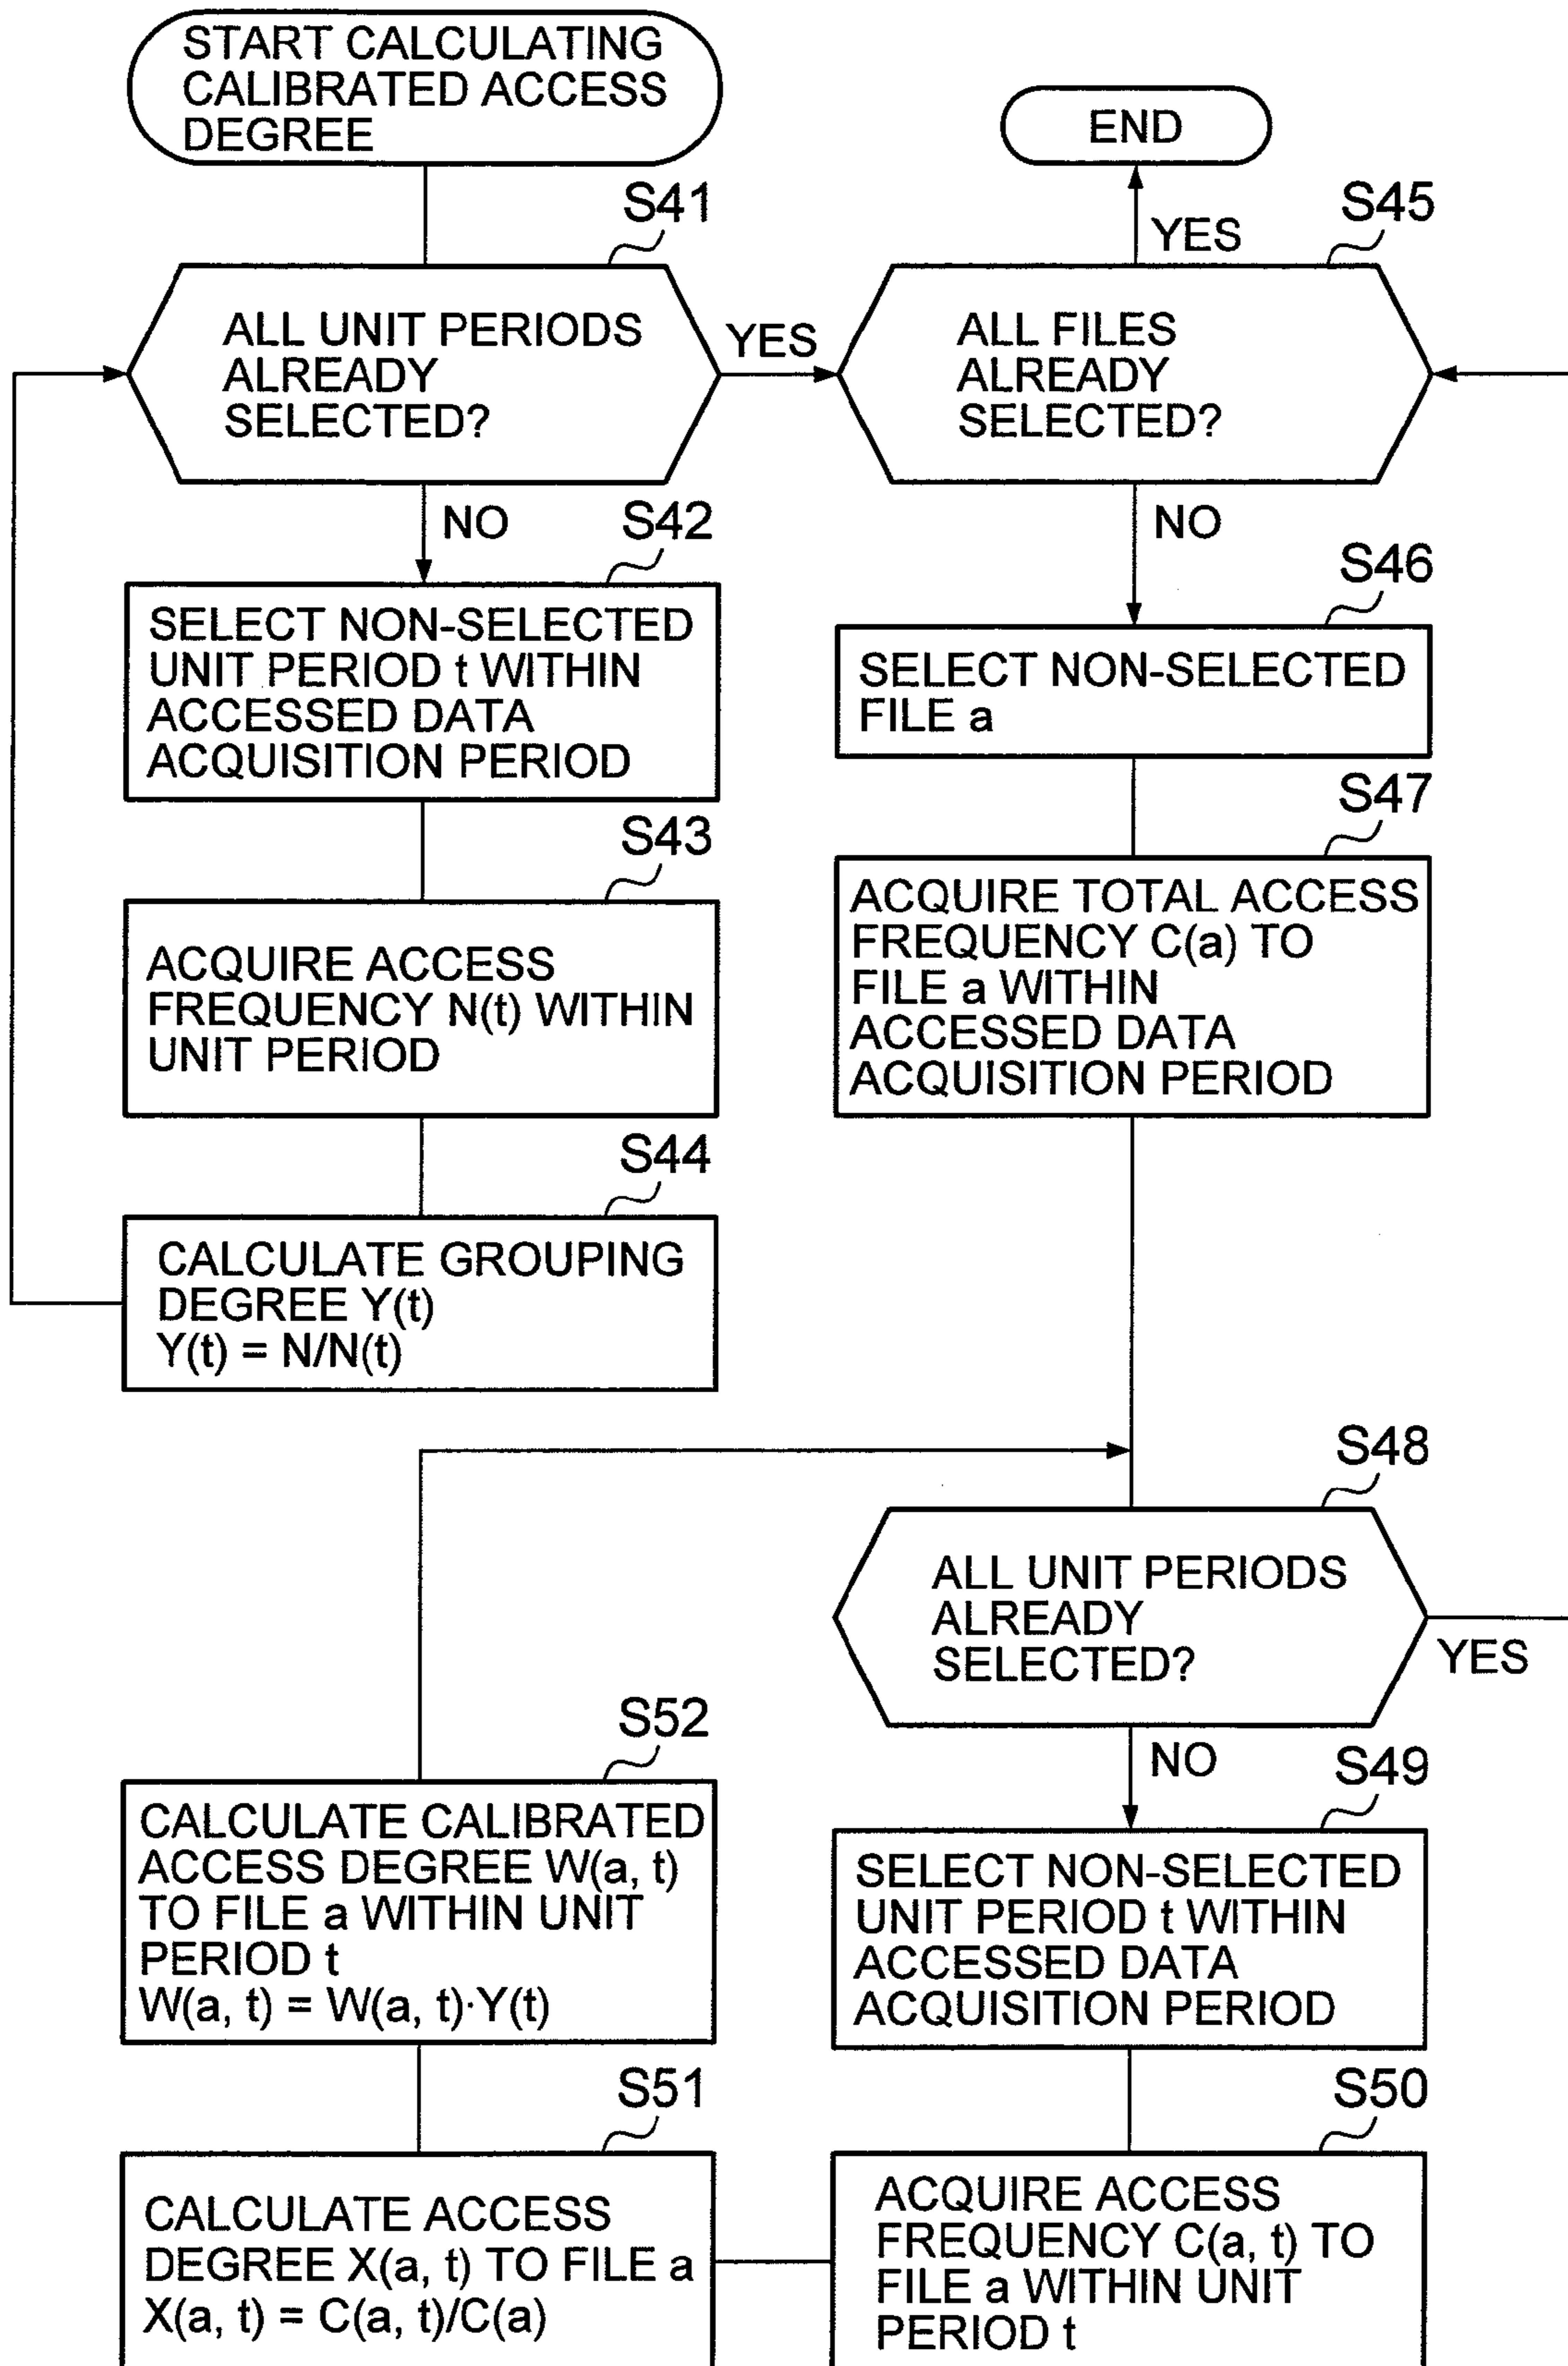 START CALCULATING
CALIBRATED ACCESS
DEGREE
S41
ALL UNIT PERIODS
ALREADY
SELECTED?
YES
NO
S42
SELECT NON-SELECTED
UNIT PERIOD t WITHIN
ACCESSED DATA
ACQUISITION PERIOD
S43
ACQUIRE ACCESS
FREQUENCY N(t) WITHIN
UNIT PERIOD
S44
CALCULATE GROUPING
DEGREE Y(t)
Y(t) = N/N(t)
END
YES
S45
ALL FILES
ALREADY
SELECTED?
NO
S46
SELECT NON-SELECTED
FILE a
S47
ACQUIRE TOTAL ACCESS
FREQUENCY C(a) TO
FILE a WITHIN
ACCESSED DATA
ACQUISITION PERIOD
S48
ALL UNIT PERIODS
ALREADY
SELECTED?
YES
NO
S49
SELECT NON-SELECTED
UNIT PERIOD t WITHIN
ACCESSED DATA
ACQUISITION PERIOD
S50
ACQUIRE ACCESS
FREQUENCY C(a, t) TO
FILE a WITHIN UNIT
PERIOD t
S51
CALCULATE ACCESS
DEGREE X(a, t) TO FILE a
X(a, t) = C(a, t)/C(a)
S52
CALCULATE CALIBRATED
ACCESS DEGREE W(a, t)
TO FILE a WITHIN UNIT
PERIOD t
W(a, t) = W(a, t)·Y(t)